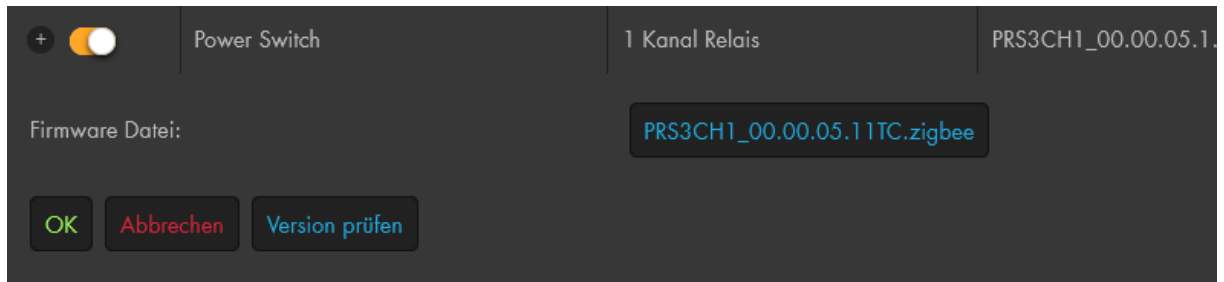 + Power Switch 1 Kanal Relais PRS3CH1_00.00.05.1.
Firmware Datei: PRS3CH1_00.00.05.11TC.zigbee
OK Abbrechen Version prüfen